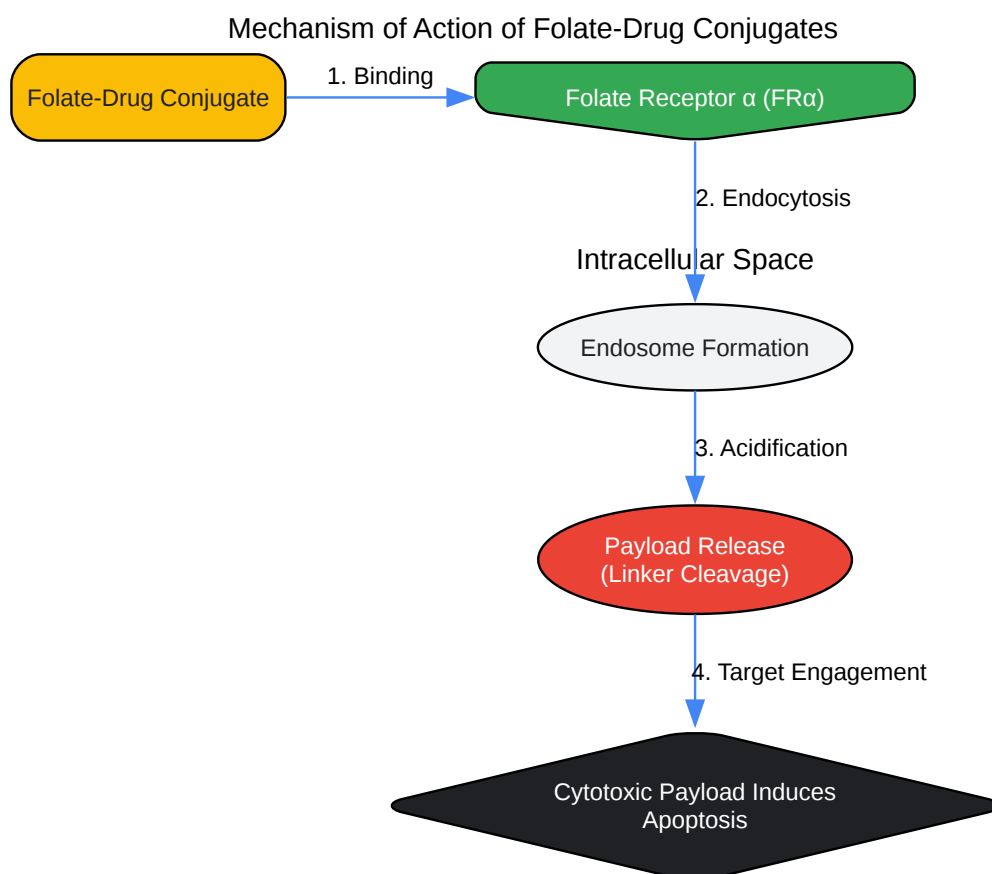 Mechanism of Action of Folate-Drug Conjugates
Folate-Drug Conjugate
1. Binding
Folate Receptor α (FRα)
2. Endocytosis
Intracellular Space
Endosome Formation
3. Acidification
Payload Release
(Linker Cleavage)
4. Target Engagement
Cytotoxic Payload Induces
Apoptosis